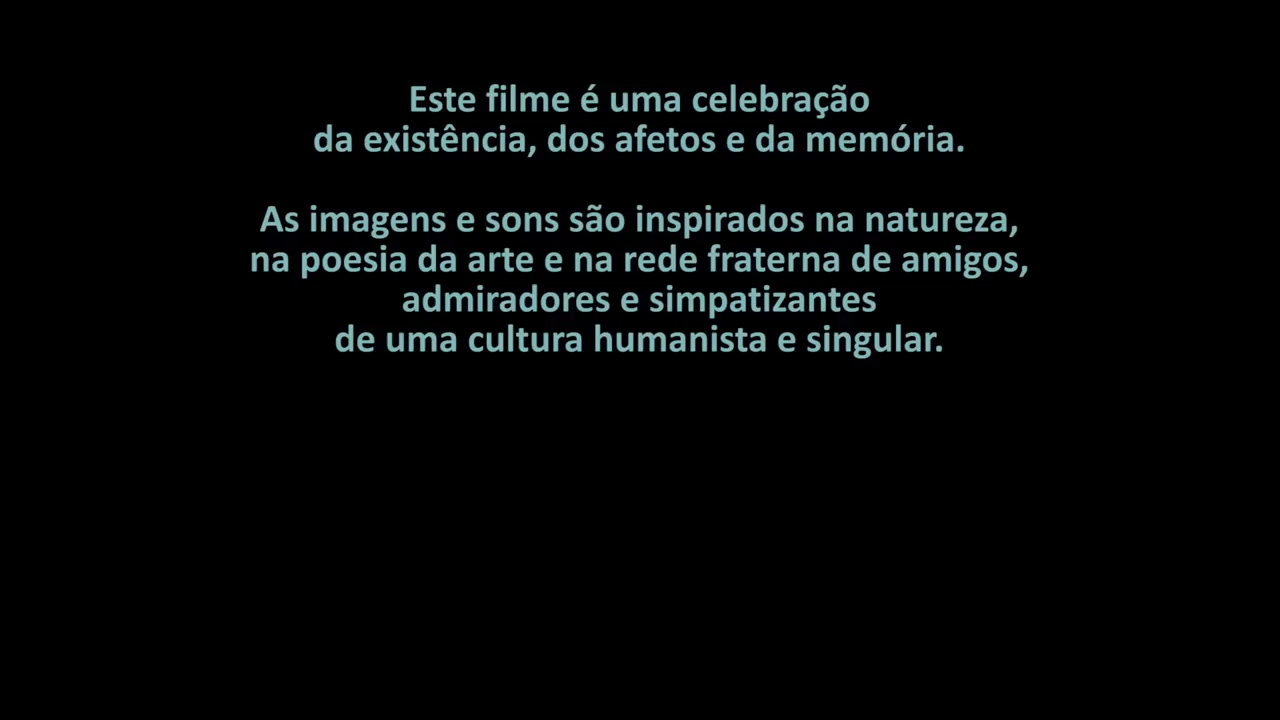 Este filme é uma celebração
da existência, dos afetos e da memória.
As imagens e sons são inspirados na natureza,
na poesia da arte e na rede fraterna de amigos,
admiradores e simpatizantes
de uma cultura humanista e singular.